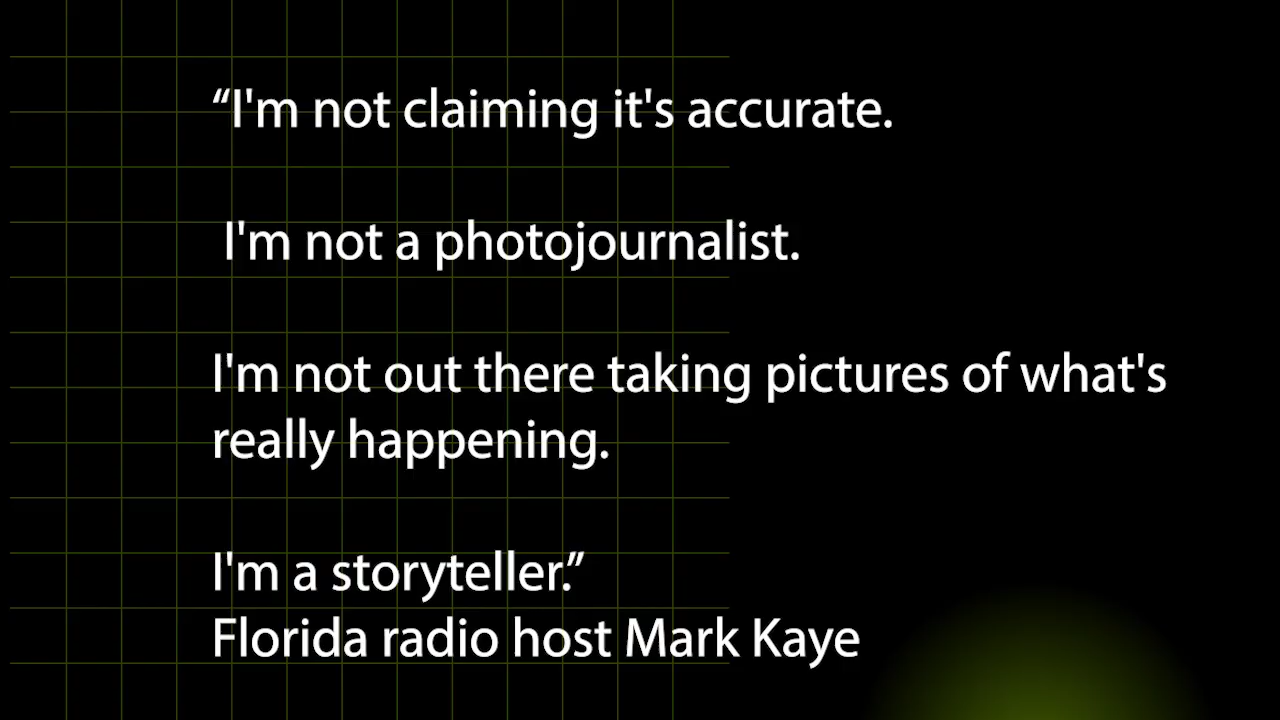 “I'm not claiming it's accurate.
I'm not a photojournalist.
I'm not out there taking pictures of what's
really happening.
I'm a storyteller.”
Florida radio host Mark Kaye